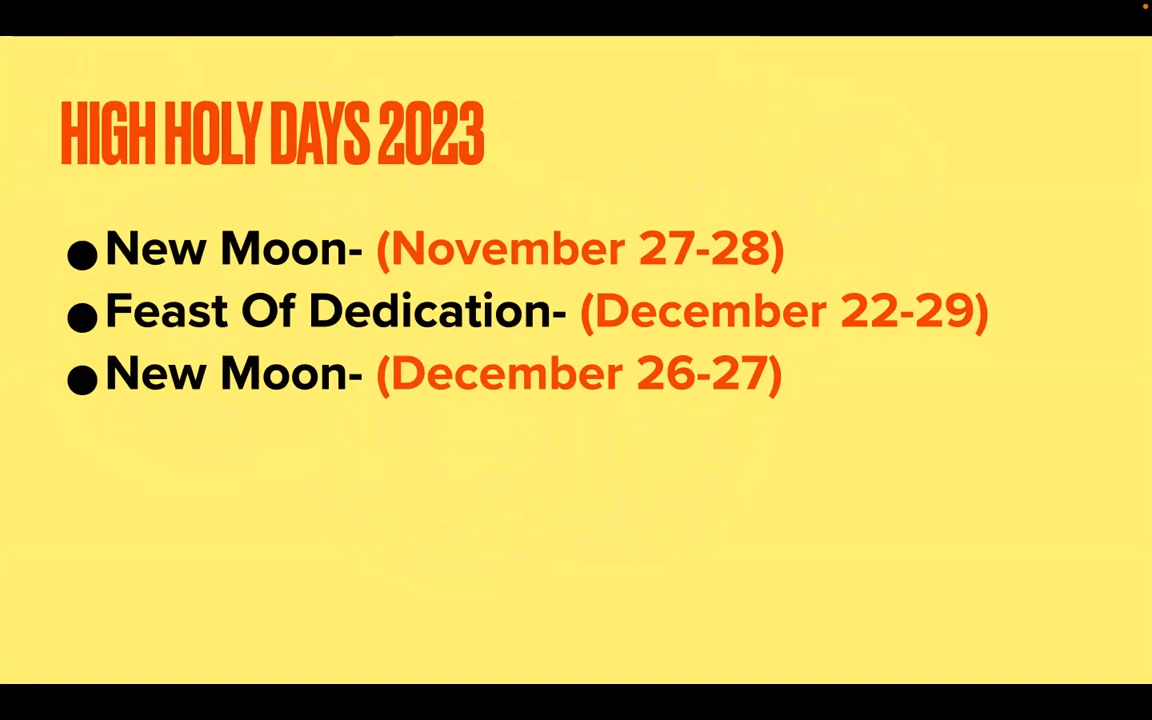 HIGH HOLY DAYS 2023
●New Moon- (November 27-28)
●Feast Of Dedication- (December 22-29)
●New Moon- (December 26-27)